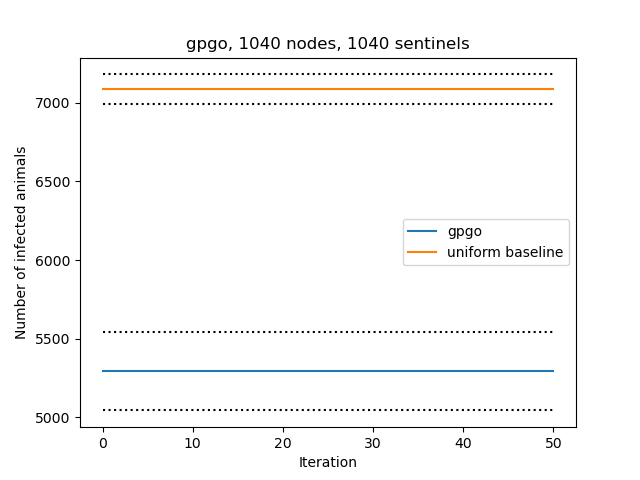 gpgo, 1040 nodes, 1040 sentinels
Number of infected animals
7000
6500
6000
5500
5000
gpgo
uniform baseline
0 10 20 30 40 50
Iteration